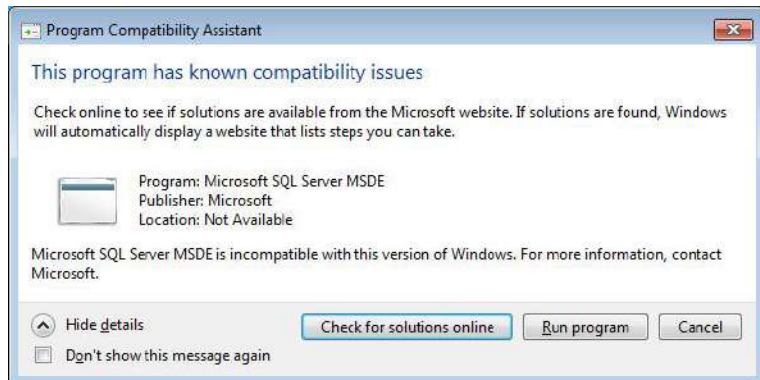 Program Compatibility Assistant
This program has known compatibility issues
Check online to see if solutions are available from the Microsoft website. If solutions are found, Windows
will automatically display a website that lists steps you can take.
Program: Microsoft SQL Server MSDE
Publisher: Microsoft
Location: Not Available
Microsoft SQL Server MSDE is incompatible with this version of Windows. For more information, contact
Microsoft.
Hide details
Check for solutions online
Run program
Cancel
Don't show this message again